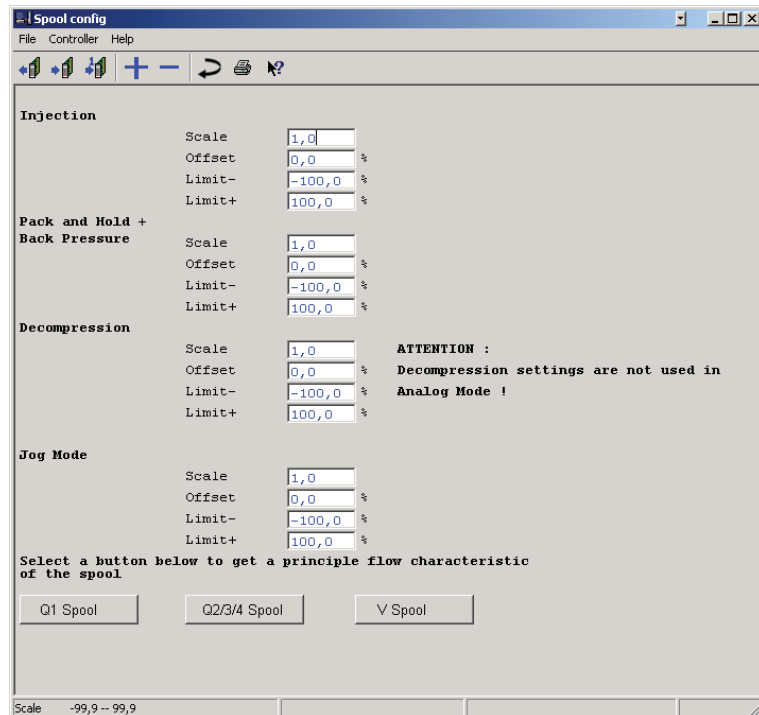 Spool config
File Controller Help
Injection
Scale 1,0
Offset 0,0 %
Limit- -100,0 %
Limit+ 100,0 %
Pack and Hold +
Back Pressure
Scale 1,0
Offset 0,0 %
Limit- -100,0 %
Limit+ 100,0 %
Decompression
Scale 1,0 ATTENTION :
Offset 0,0 % Decompression settings are not used in
Limit- -100,0 % Analog Mode !
Limit+ 100,0 %
Jog Mode
Scale 1,0
Offset 0,0 %
Limit- -100,0 %
Limit+ 100,0 %
Select a button below to get a principle flow characteristic
of the spool
Q1 Spool Q2/3/4 Spool V Spool
Scale -99,9 -- 99,9